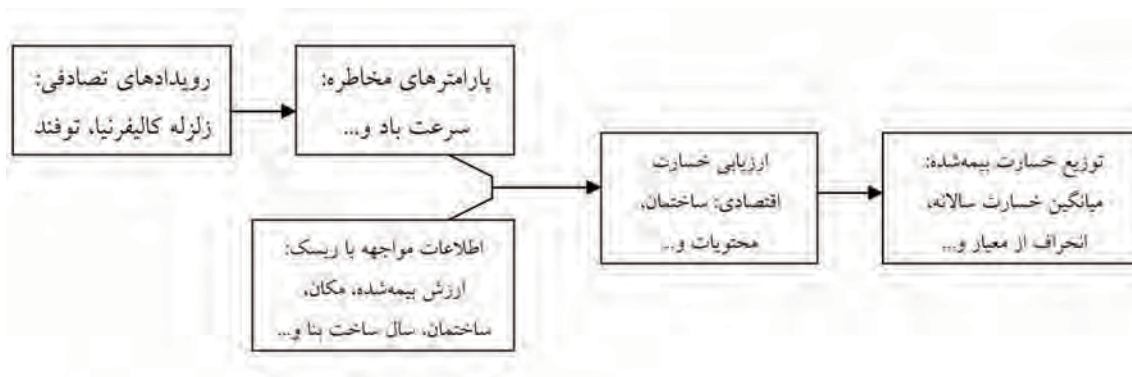 رویدادهای تصادفی:
زلزله کالیفرنیا، توفند
پارامترهای مخاطره:
سرعت باد و...
اطلاعات مواجهه با ریسک:
ارزش بیمه‌شده، مکان،
ساختمان، سال ساخت بنا و...
ارزیابی خسارت
اقتصادی: ساختمان،
محتویات و...
توزیع خسارت بیمه‌شده:
میانگین خسارت سالانه،
انحراف از معیار و...